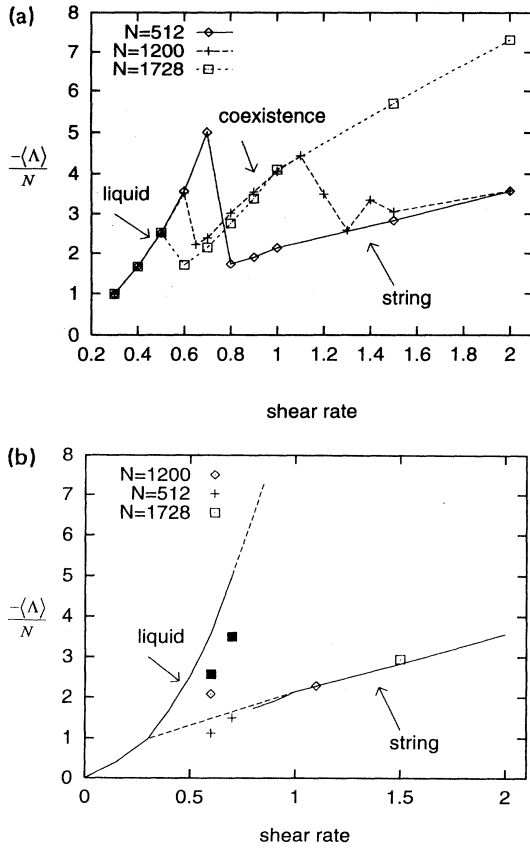 (a)
8
7
6
5
4
3
2
1
0
N=512
N=1200
N=1728
coexistence
liquid
string
-⟨Λ⟩
N
0.2 0.4 0.6 0.8 1 1.2 1.4 1.6 1.8 2
shear rate
(b)
8
7
6
5
4
3
2
1
0
N=1200
N=512
N=1728
liquid
string
-⟨Λ⟩
N
0 0.5 1 1.5 2
shear rate